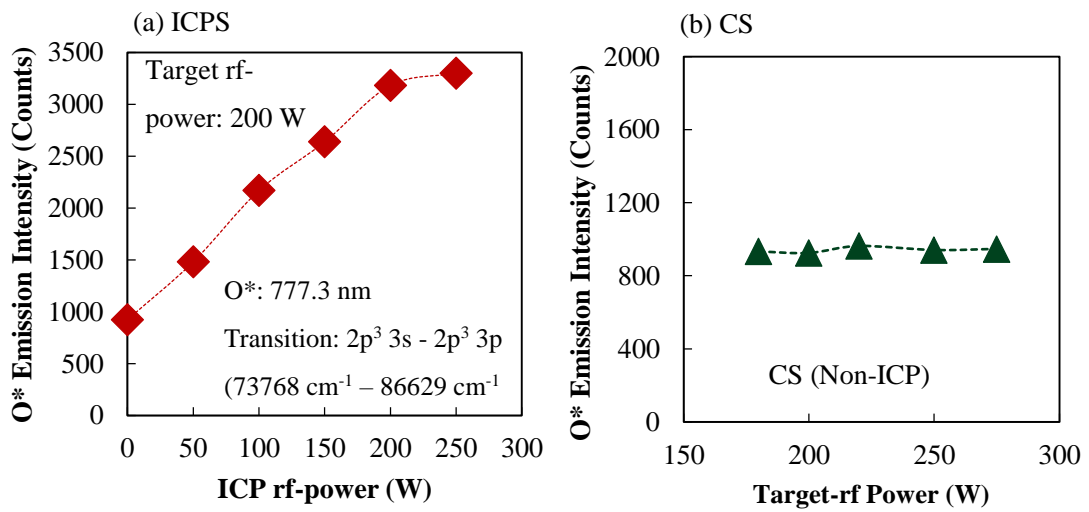 (a) ICPS
O* Emission Intensity (Counts)
3500
3000
2500
2000
1500
1000
500
0
Target rf-
power: 200 W
O*: 777.3 nm
Transition: 2p³ 3s - 2p³ 3p
(73768 cm⁻¹ – 86629 cm⁻¹
0 50 100 150 200 250 300
ICP rf-power (W)
(b) CS
O* Emission Intensity (Counts)
2000
1600
1200
800
400
0
CS (Non-ICP)
150 200 250 300
Target-rf Power (W)